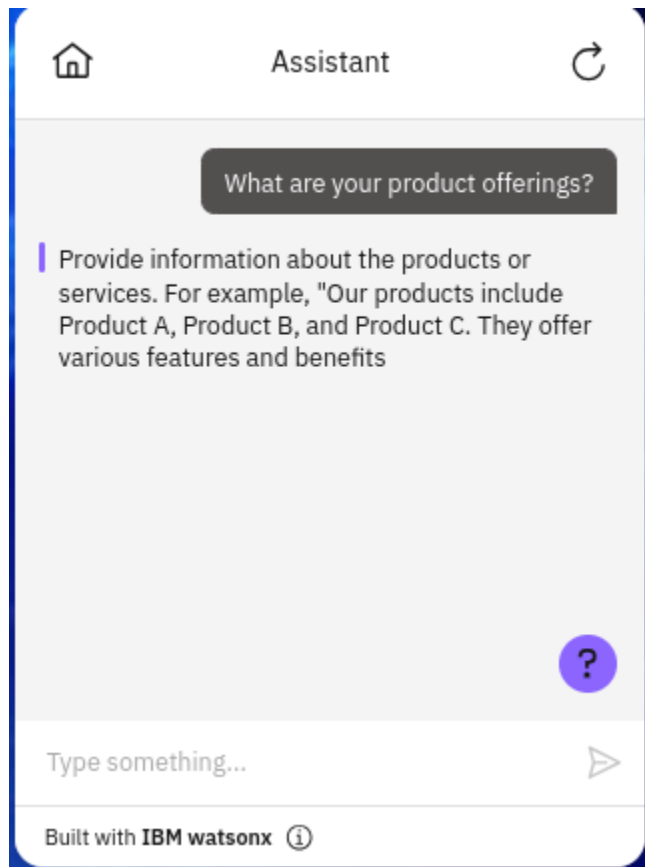 Assistant
What are your product offerings?
Provide information about the products or
services. For example, "Our products include
Product A, Product B, and Product C. They offer
various features and benefits
?
Type something...
Built with IBM watsonx